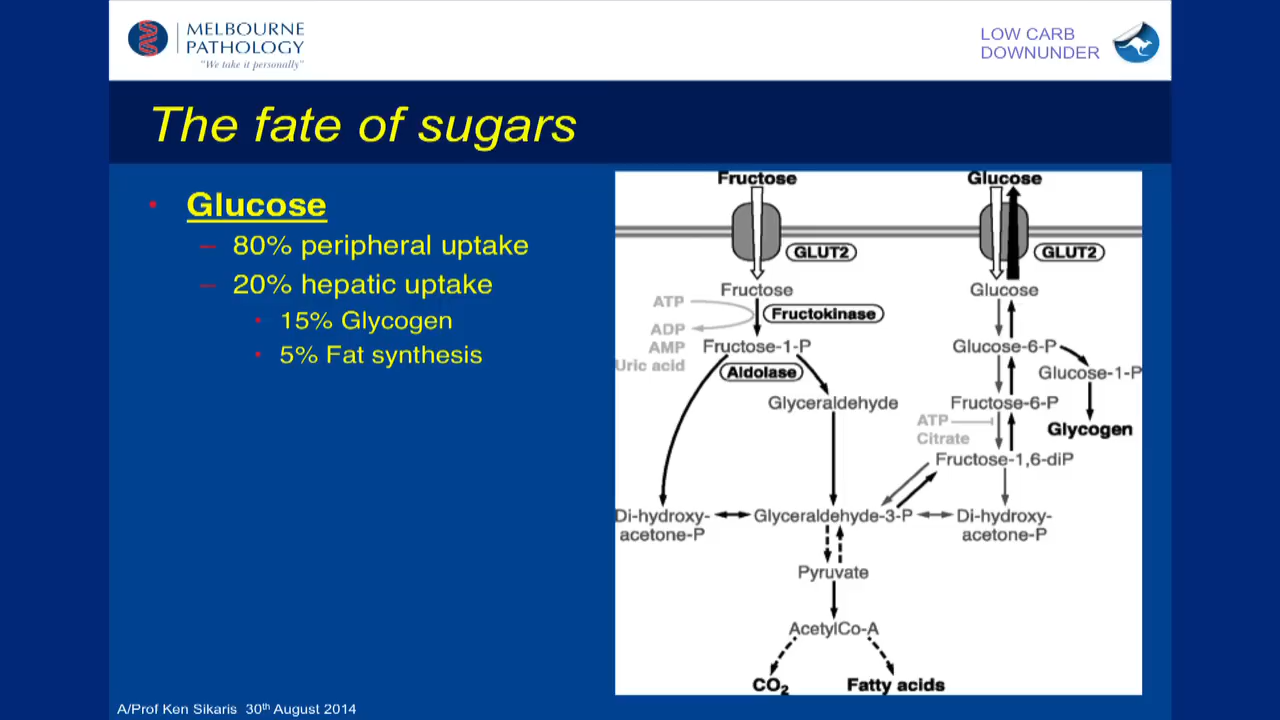 MELBOURNE
PATHOLOGY
"We take it personally"
LOW CARB
DOWNUNDER
The fate of sugars
• Glucose
– 80% peripheral uptake
– 20% hepatic uptake
• 15% Glycogen
• 5% Fat synthesis
Fructose
Glucose
GLUT2
GLUT2
Fructose
Glucose
ATP
Fructokinase
ADP
AMP
Uric acid
Fructose-1-P
Glucose-6-P
Aldolase
Glucose-1-P
Glyceraldehyde
Fructose-6-P
ATP
Citrate
Glycogen
Fructose-1,6-diP
Di-hydroxy-
acetone-P
Glyceraldehyde-3-P
Di-hydroxy-
acetone-P
Pyruvate
AcetylCo-A
CO₂
Fatty acids
A/Prof Ken Sikaris 30th August 2014